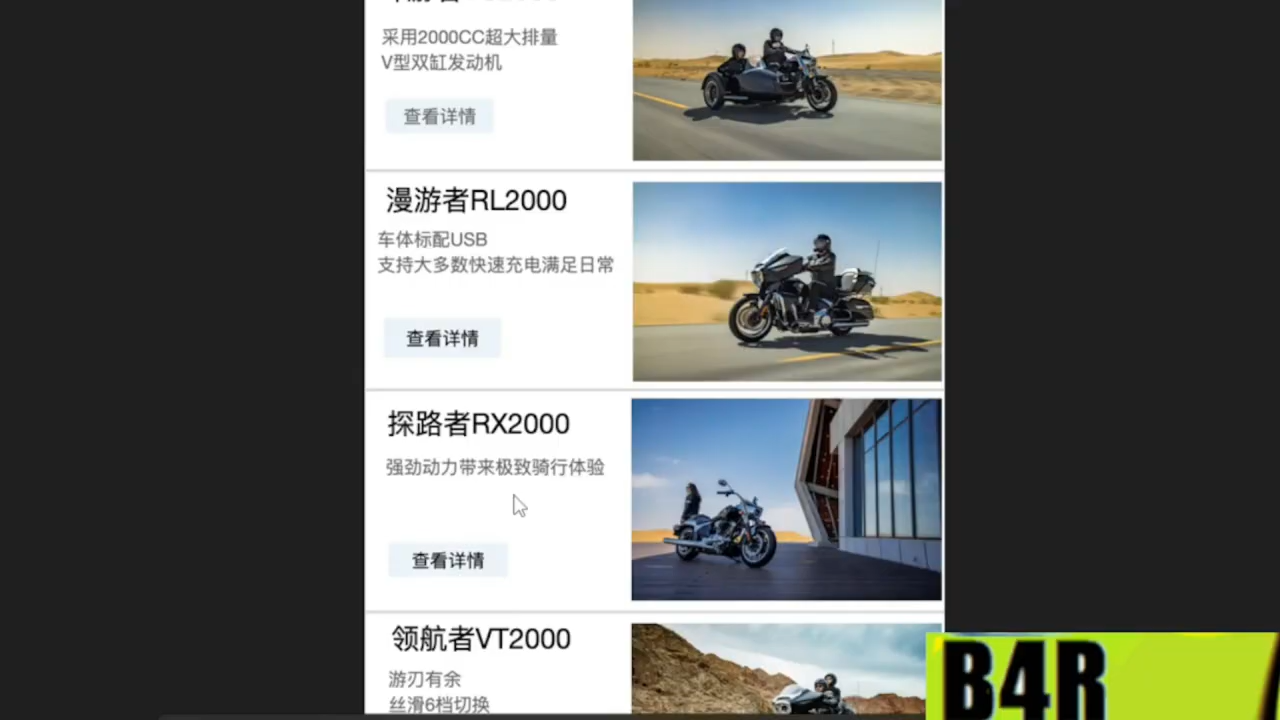 采用2000CC超大排量
V型双缸发动机
查看详情
漫游者RL2000
车体标配USB
支持大多数快速充电满足日常
查看详情
探路者RX2000
强劲动力带来极致骑行体验
查看详情
领航者VT2000
游刃有余
丝滑6档切换
B4R